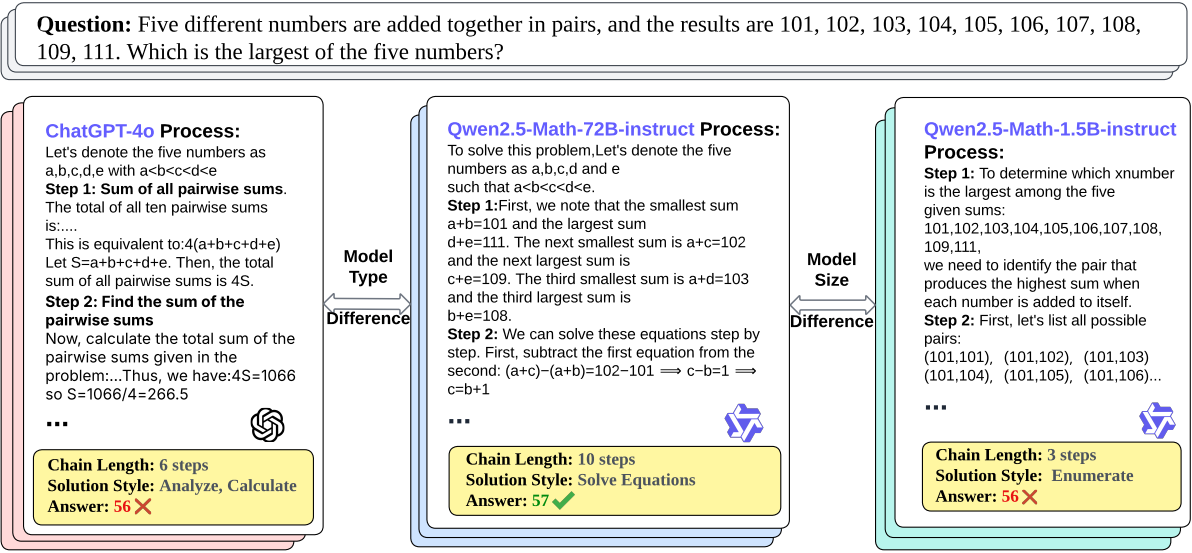 Question: Five different numbers are added together in pairs, and the results are 101, 102, 103, 104, 105, 106, 107, 108,
109, 111. Which is the largest of the five numbers?
ChatGPT-4o Process:
Let's denote the five numbers as
a,b,c,d,e with a<b<c<d<e
Step 1: Sum of all pairwise sums.
The total of all ten pairwise sums
is:....
This is equivalent to:4(a+b+c+d+e)
Let S=a+b+c+d+e. Then, the total
sum of all pairwise sums is 4S.
Step 2: Find the sum of the
pairwise sums
Now, calculate the total sum of the
pairwise sums given in the
problem:...Thus, we have:4S=1066
so S=1066/4=266.5
...
Chain Length: 6 steps
Solution Style: Analyze, Calculate
Answer: 56
Model
Type
Difference
Qwen2.5-Math-72B-instruct Process:
To solve this problem,Let's denote the five
numbers as a,b,c,d and e
such that a<b<c<d<e.
Step 1:First, we note that the smallest sum
a+b=101 and the largest sum
d+e=111. The next smallest sum is a+c=102
and the next largest sum is
c+e=109. The third smallest sum is a+d=103
and the third largest sum is
b+e=108.
Step 2: We can solve these equations step by
step. First, subtract the first equation from the
second: (a+c)−(a+b)=102−101 ⟹ c−b=1 ⟹
c=b+1
...
Chain Length: 10 steps
Solution Style: Solve Equations
Answer: 57
Model
Size
Difference
Qwen2.5-Math-1.5B-instruct
Process:
Step 1: To determine which xnumber
is the largest among the five
given sums:
101,102,103,104,105,106,107,108,
109,111,
we need to identify the pair that
produces the highest sum when
each number is added to itself.
Step 2: First, let's list all possible
pairs:
(101,101), (101,102), (101,103)
(101,104), (101,105), (101,106)...
...
Chain Length: 3 steps
Solution Style: Enumerate
Answer: 56